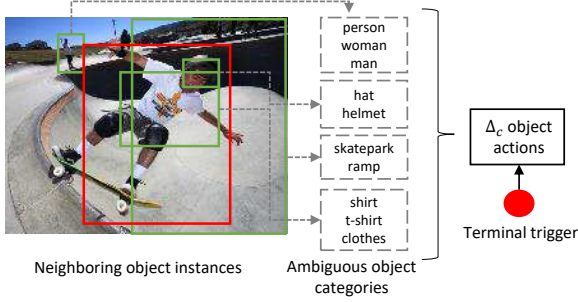 person
woman
man
hat
helmet
skatepark
ramp
shirt
t-shirt
clothes
Δc object
actions
Terminal trigger
Neighboring object instances
Ambiguous object
categories